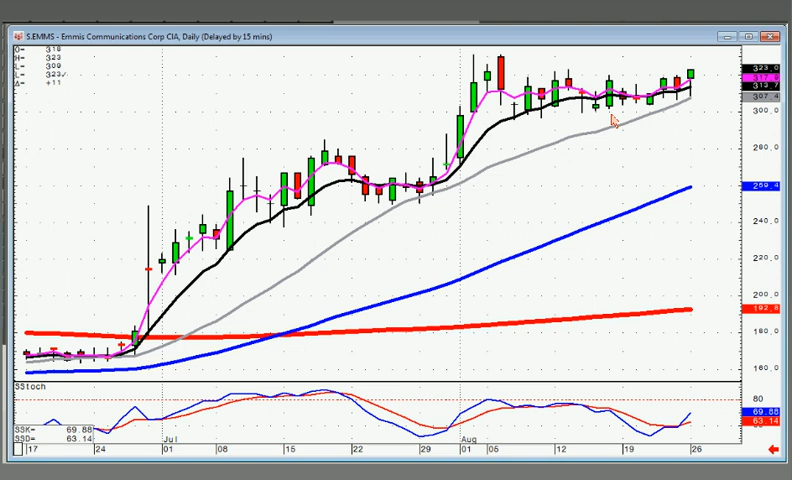 S.EMMS - Emmis Communications Corp CIA, Daily (Delayed by 15 mins)
O= 318
H= 323
L= 309
L= 323/
Δ= +11
323.0
317.9
313.7
307.4
300.0
280.0
259.4
240.0
220.0
200.0
192.8
180.0
160.0
SStoch
80
69.88
63.14
SSK= 69.88
SSD= 63.14
Jul
Aug
17 24 01 08 15 22 29 01 05 12 19 26